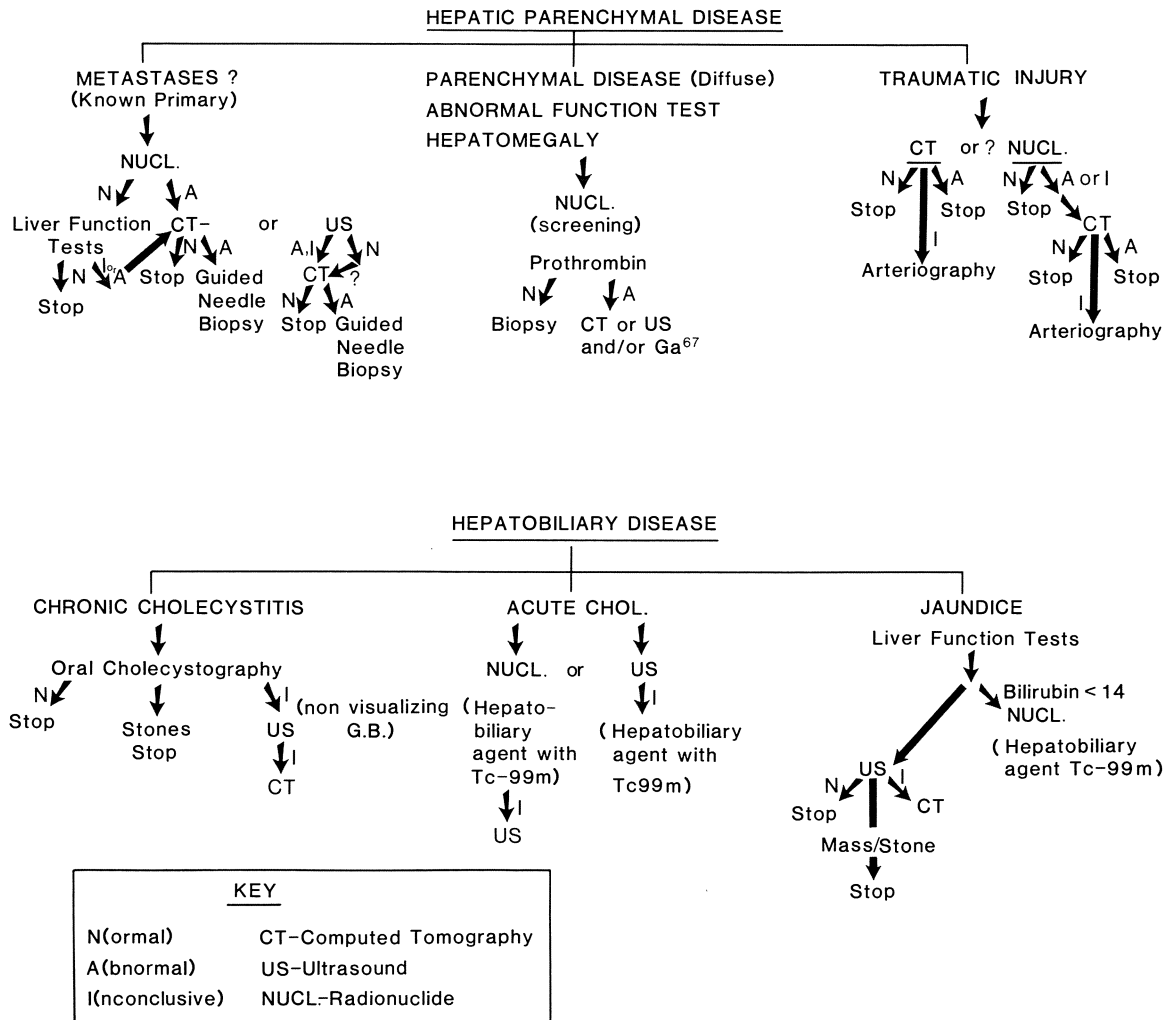 HEPATIC PARENCHYMAL DISEASE
METASTASES ?
(Known Primary)
NUCL.
N
A
Liver Function
Tests
CT-
or
US
N
I or A
Stop
N
A
Stop
Guided
Needle
Biopsy
A,I
N
CT
?
N
A
Stop
Guided
Needle
Biopsy
PARENCHYMAL DISEASE (Diffuse)
ABNORMAL FUNCTION TEST
HEPATOMEGALY
NUCL.
(screening)
Prothrombin
N
A
Biopsy
CT or US
and/or Ga⁶⁷
TRAUMATIC INJURY
CT or ? NUCL.
N
A
Stop
Stop
I
Arteriography
N
A or I
Stop
CT
N
A
Stop
Stop
I
Arteriography
HEPATOBILIARY DISEASE
CHRONIC CHOLECYSTITIS
Oral Cholecystography
N
Stop
Stones
Stop
I
(non visualizing
G.B.)
US
I
CT
ACUTE CHOL.
NUCL. or US
(Hepato-
biliary
agent with
Tc-99m)
I
US
I
(Hepatobiliary
agent with
Tc99m)
JAUNDICE
Liver Function Tests
Bilirubin < 14
NUCL.
(Hepatobiliary
agent Tc-99m)
US
N
I
Stop
CT
Mass/Stone
Stop
KEY
N(ormal) CT-Computed Tomography
A(bnormal) US-Ultrasound
I(nconclusive) NUCL.-Radionuclide